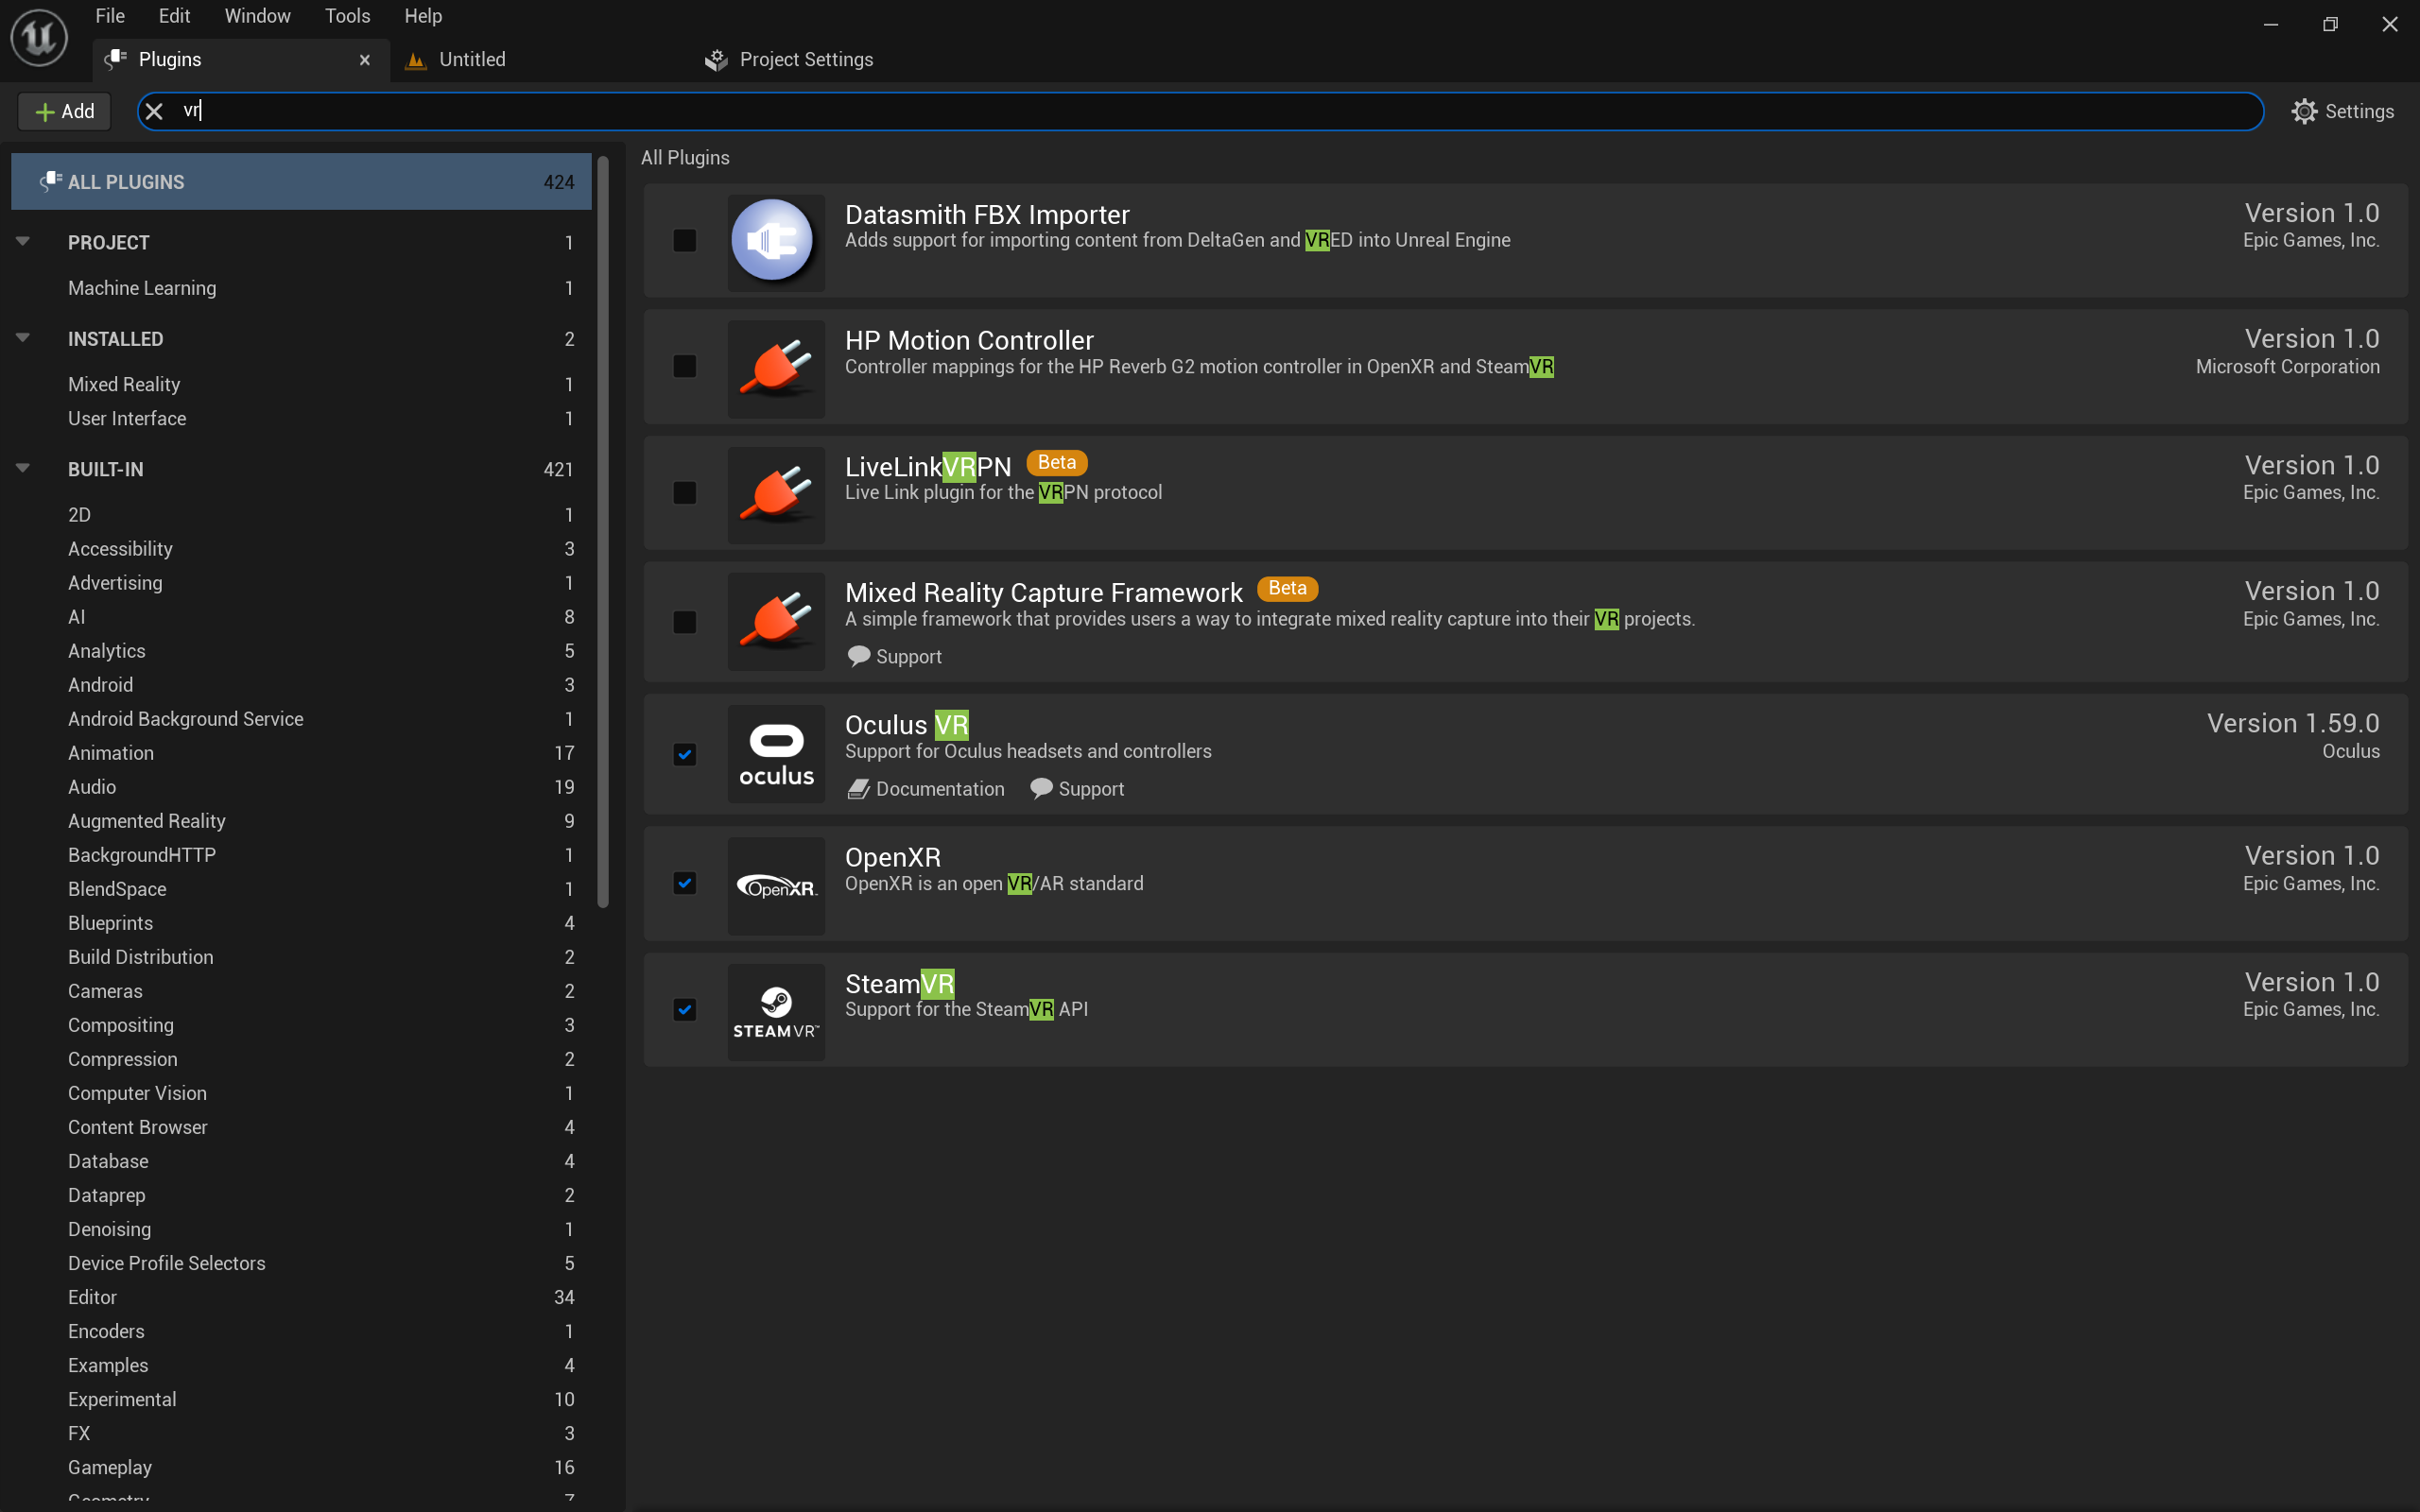 File Edit Window Tools Help
Plugins Untitled Project Settings
Add vr Settings
ALL PLUGINS 424
PROJECT 1
Machine Learning 1
INSTALLED 2
Mixed Reality 1
User Interface 1
BUILT-IN 421
2D 1
Accessibility 3
Advertising 1
AI 8
Analytics 5
Android 3
Android Background Service 1
Animation 17
Audio 19
Augmented Reality 9
BackgroundHTTP 1
BlendSpace 1
Blueprints 4
Build Distribution 2
Cameras 2
Compositing 3
Compression 2
Computer Vision 1
Content Browser 4
Database 4
Dataprep 2
Denoising 1
Device Profile Selectors 5
Editor 34
Encoders 1
Examples 4
Experimental 10
FX 3
Gameplay 16
Geometry 7
All Plugins
Datasmith FBX Importer Version 1.0
Adds support for importing content from DeltaGen and VRED into Unreal Engine Epic Games, Inc.
HP Motion Controller Version 1.0
Controller mappings for the HP Reverb G2 motion controller in OpenXR and SteamVR Microsoft Corporation
LiveLinkVRPN Beta Version 1.0
Live Link plugin for the VRPN protocol Epic Games, Inc.
Mixed Reality Capture Framework Beta Version 1.0
A simple framework that provides users a way to integrate mixed reality capture into their VR projects. Epic Games, Inc.
Support
oculus
Oculus VR Version 1.59.0
Support for Oculus headsets and controllers Oculus
Documentation Support
OpenXR™
OpenXR Version 1.0
OpenXR is an open VR/AR standard Epic Games, Inc.
STEAMVR™
SteamVR Version 1.0
Support for the SteamVR API Epic Games, Inc.